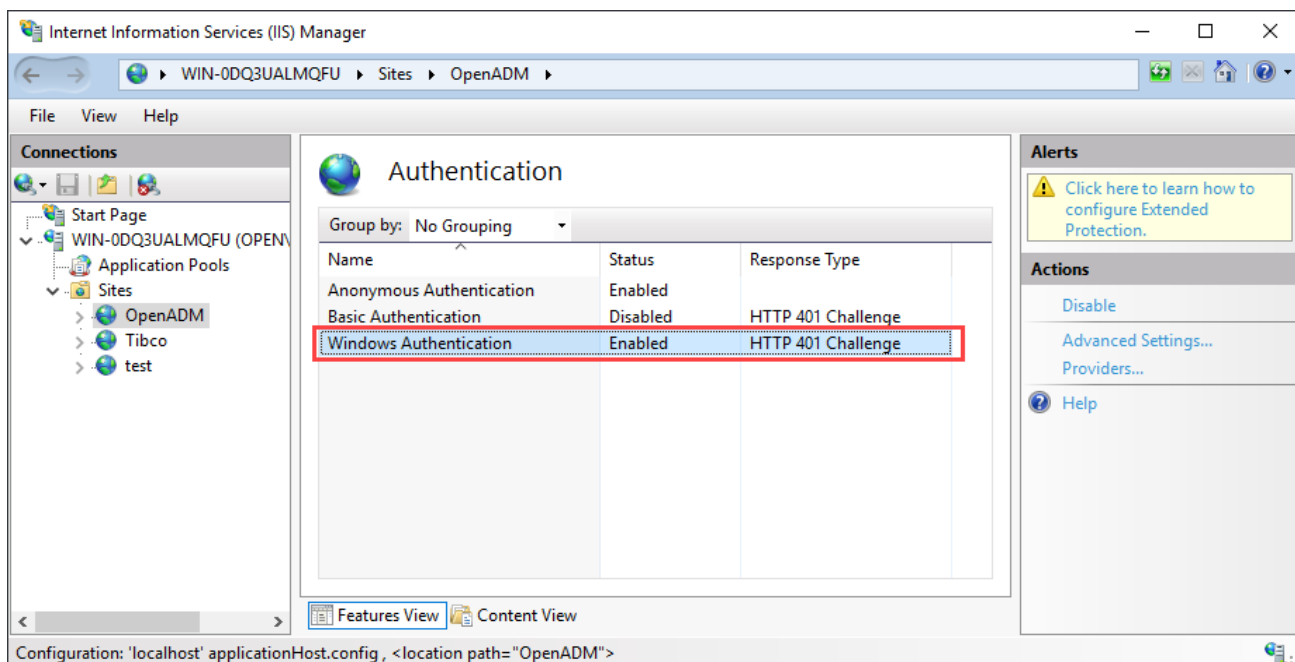 Internet Information Services (IIS) Manager
WIN-0DQ3UALMQFU Sites OpenADM
File View Help
Connections
Start Page
WIN-0DQ3UALMQFU (OPEN\
Application Pools
Sites
OpenADM
Tibco
test
Authentication
Group by: No Grouping
Name Status Response Type
Anonymous Authentication Enabled
Basic Authentication Disabled HTTP 401 Challenge
Windows Authentication Enabled HTTP 401 Challenge
Features View Content View
Alerts
Click here to learn how to
configure Extended
Protection.
Actions
Disable
Advanced Settings...
Providers...
Help
Configuration: 'localhost' applicationHost.config , <location path="OpenADM">